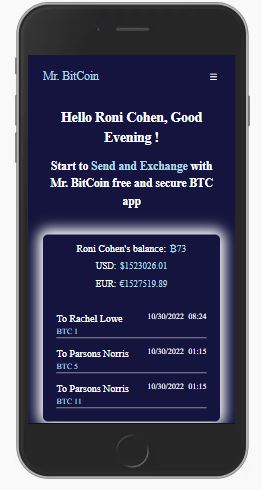 Mr. BitCoin ☰
Hello Roni Cohen, Good
Evening !
Start to Send and Exchange with
Mr. BitCoin free and secure BTC
app
Roni Cohen's balance: ₿73
USD: $1523026.01
EUR: €1527519.89
To Rachel Lowe 10/30/2022 08:24
BTC 1
To Parsons Norris 10/30/2022 01:15
BTC 5
To Parsons Norris 10/30/2022 01:15
BTC 11